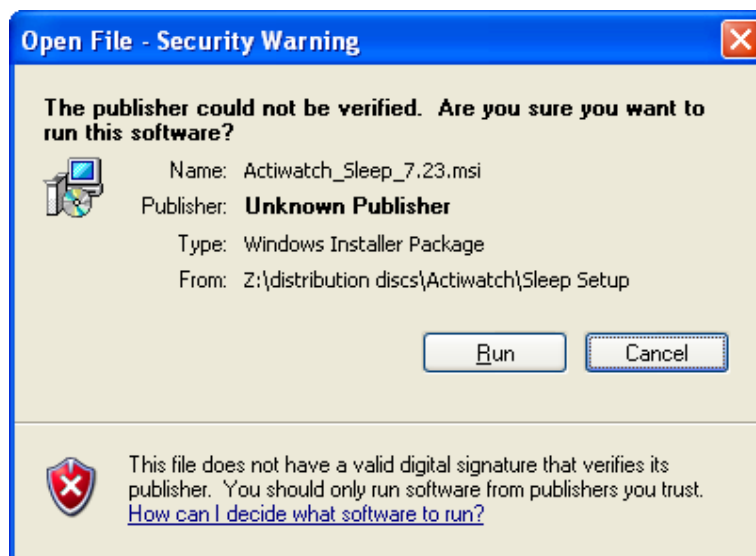 Open File - Security Warning
The publisher could not be verified.  Are you sure you want to
run this software?
Name: Actiwatch_Sleep_7.23.msi
Publisher: Unknown Publisher
Type: Windows Installer Package
From: Z:\distribution discs\Actiwatch\Sleep Setup
Run Cancel
This file does not have a valid digital signature that verifies its
publisher.  You should only run software from publishers you trust.
How can I decide what software to run?